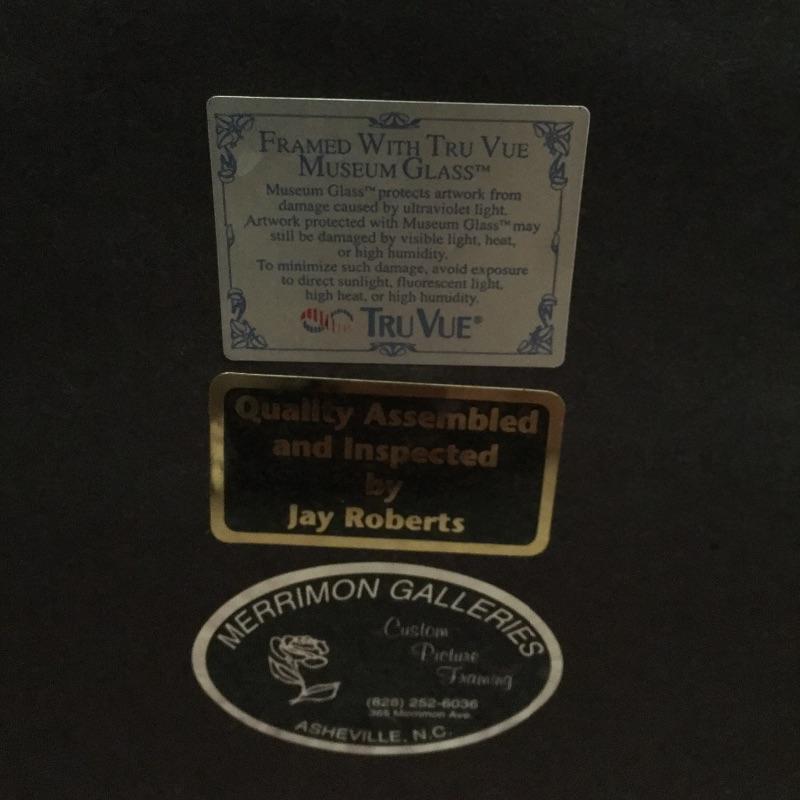 FRAMED WITH TRU VUE
MUSEUM GLASS™
Museum Glass™ protects artwork from
damage caused by ultraviolet light.
Artwork protected with Museum Glass™ may
still be damaged by visible light, heat,
or high humidity.
To minimize such damage, avoid exposure
to direct sunlight, fluorescent light,
high heat, or high humidity.
TRU VUE®
Quality Assembled
and Inspected
by
Jay Roberts
MERRIMON GALLERIES
Custom
Picture
Framing
(828) 252-6036
365 Merrimon Ave.
ASHEVILLE, N.C.